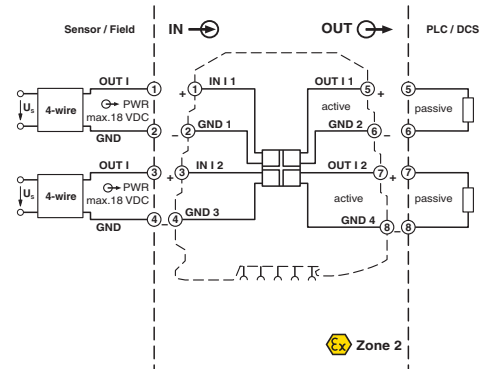 Sensor / Field IN OUT PLC / DCS
OUT I 1 1 IN I 1 OUT I 1 5 5
+ +
Us 4-wire PWR active passive
max.18 VDC
GND 2 2 GND 1 GND 2 6 6
– –
OUT I 3 3 IN I 2 OUT I 2 7 7
+ +
Us 4-wire PWR active passive
max.18 VDC
GND 4 4 GND 3 GND 4 8 8
– –
Ex Zone 2